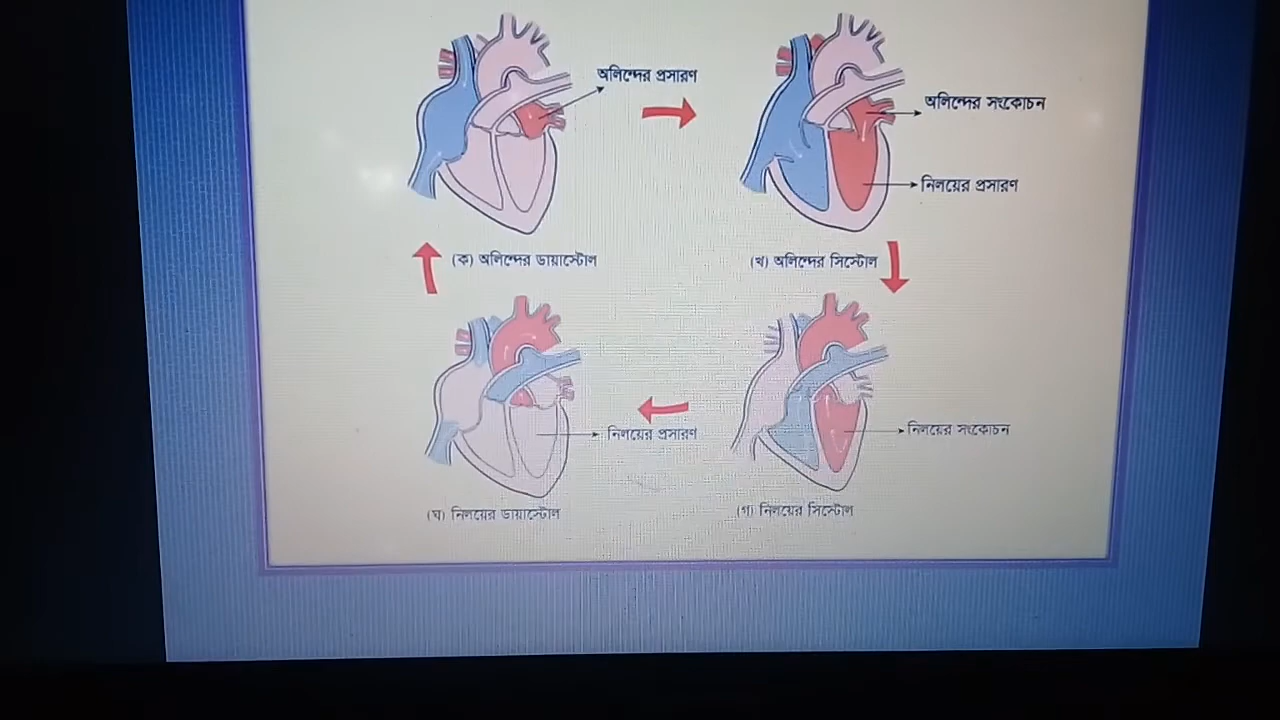 অলিন্দের প্রসারণ
অলিন্দের সংকোচন
নিলয়ের প্রসারণ
(ক) অলিন্দের ডায়াস্টোল
(খ) অলিন্দের সিস্টোল
নিলয়ের প্রসারণ
নিলয়ের সংকোচন
(ঘ) নিলয়ের ডায়াস্টোল
(গ) নিলয়ের সিস্টোল